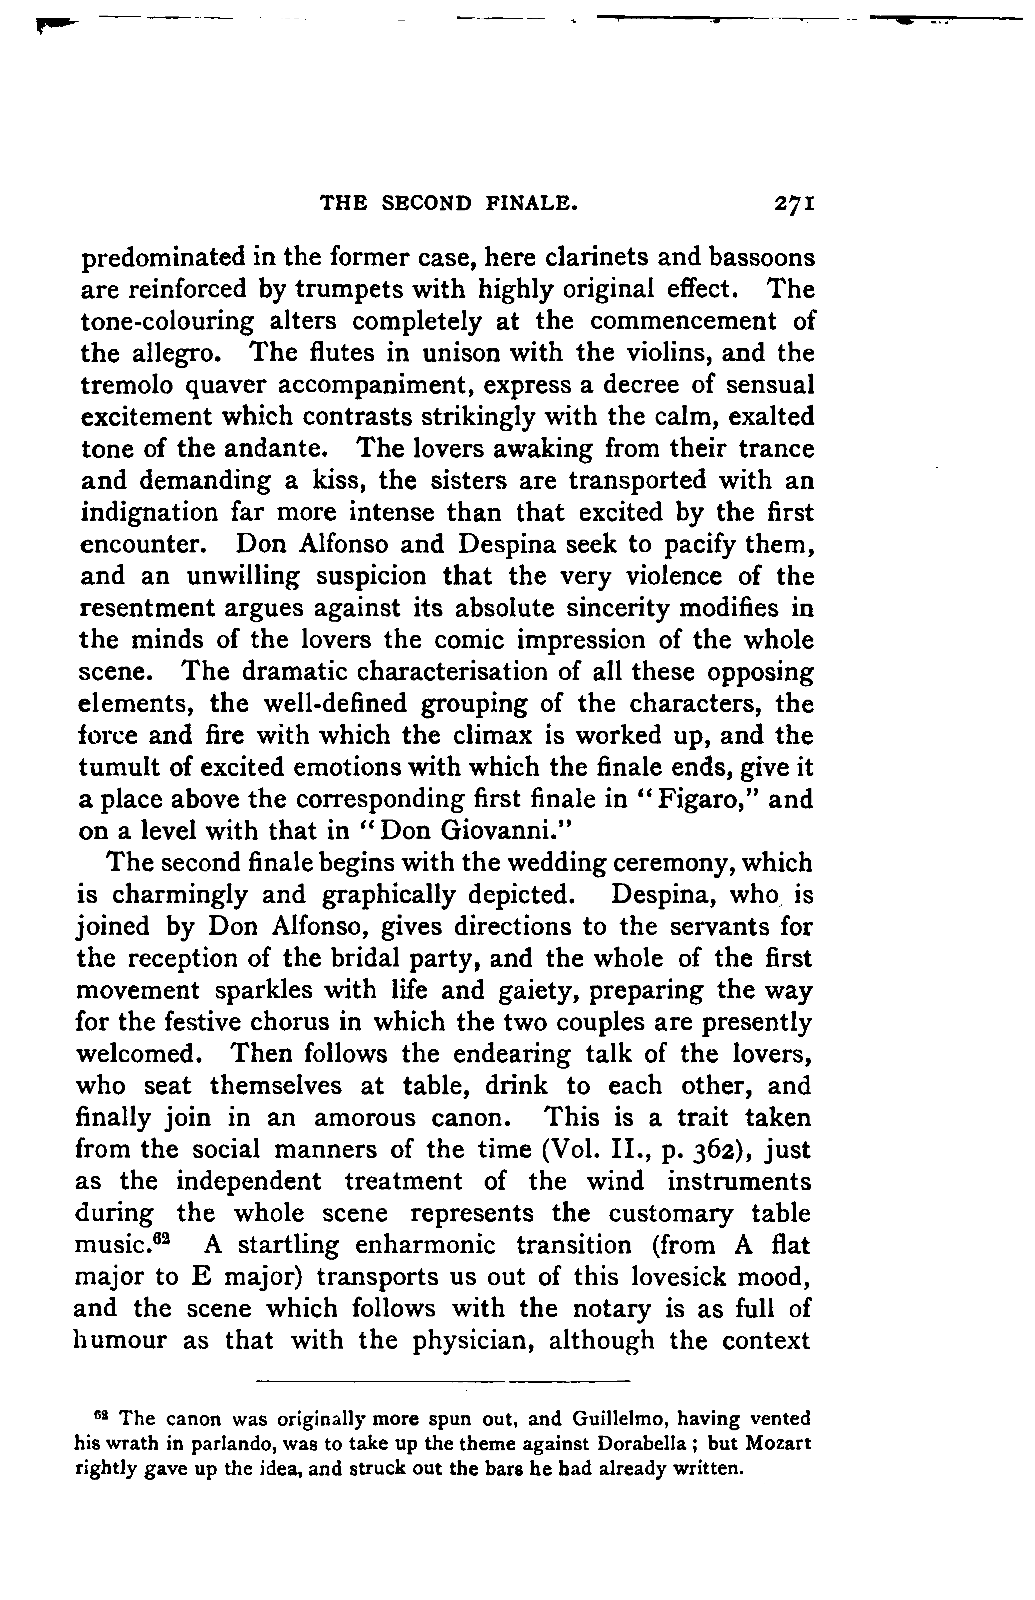 THE SECOND FINALE. 271
predominated in the former case, here clarinets and bassoons
are reinforced by trumpets with highly original effect. The
tone-colouring alters completely at the commencement of
the allegro. The flutes in unison with the violins, and the
tremolo quaver accompaniment, express a decree of sensual
excitement which contrasts strikingly with the calm, exalted
tone of the andante. The lovers awaking from their trance
and demanding a kiss, the sisters are transported with an
indignation far more intense than that excited by the first
encounter. Don Alfonso and Despina seek to pacify them,
and an unwilling suspicion that the very violence of the
resentment argues against its absolute sincerity modifies in
the minds of the lovers the comic impression of the whole
scene. The dramatic characterisation of all these opposing
elements, the well-defined grouping of the characters, the
force and fire with which the climax is worked up, and the
tumult of excited emotions with which the finale ends, give it
a place above the corresponding first finale in "Figaro," and
on a level with that in "Don Giovanni."
The second finale begins with the wedding ceremony, which
is charmingly and graphically depicted. Despina, who is
joined by Don Alfonso, gives directions to the servants for
the reception of the bridal party, and the whole of the first
movement sparkles with life and gaiety, preparing the way
for the festive chorus in which the two couples are presently
welcomed. Then follows the endearing talk of the lovers,
who seat themselves at table, drink to each other, and
finally join in an amorous canon. This is a trait taken
from the social manners of the time (Vol. II., p. 362), just
as the independent treatment of the wind instruments
during the whole scene represents the customary table
music.⁶² A startling enharmonic transition (from A flat
major to E major) transports us out of this lovesick mood,
and the scene which follows with the notary is as full of
humour as that with the physician, although the context
⁶² The canon was originally more spun out, and Guillelmo, having vented
his wrath in parlando, was to take up the theme against Dorabella; but Mozart
rightly gave up the idea, and struck out the bars he had already written.